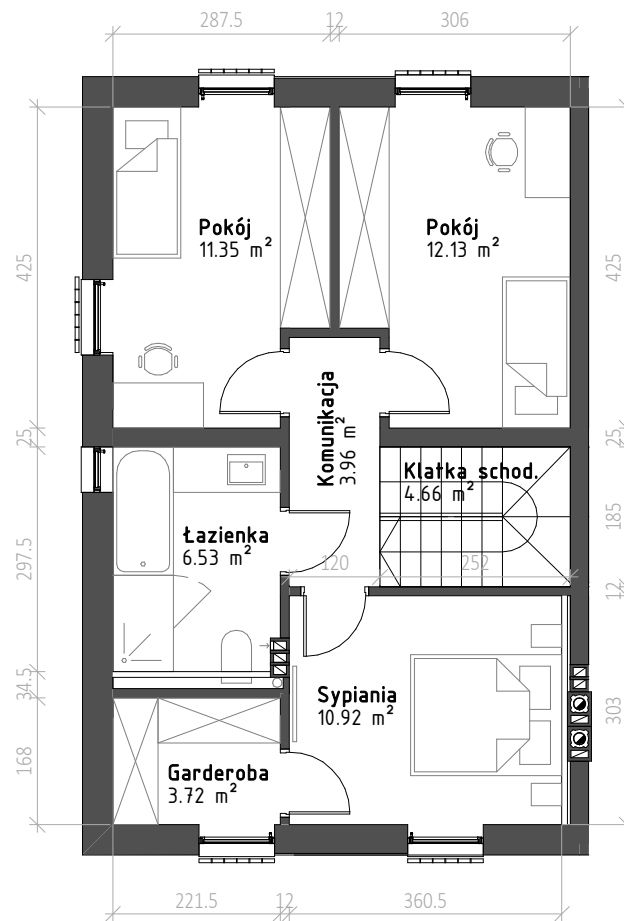 287.5
12
306
425
Pokój
11.35 m²
Pokój
12.13 m²
425
Komunikacja
3.96 m²
25
25
Klatka schod.
4.66 m²
Łazienka
6.53 m²
297.5
185
120
252
12
34.5
Sypiania
10.92 m²
303
168
Garderoba
3.72 m²
221.5
12
360.5